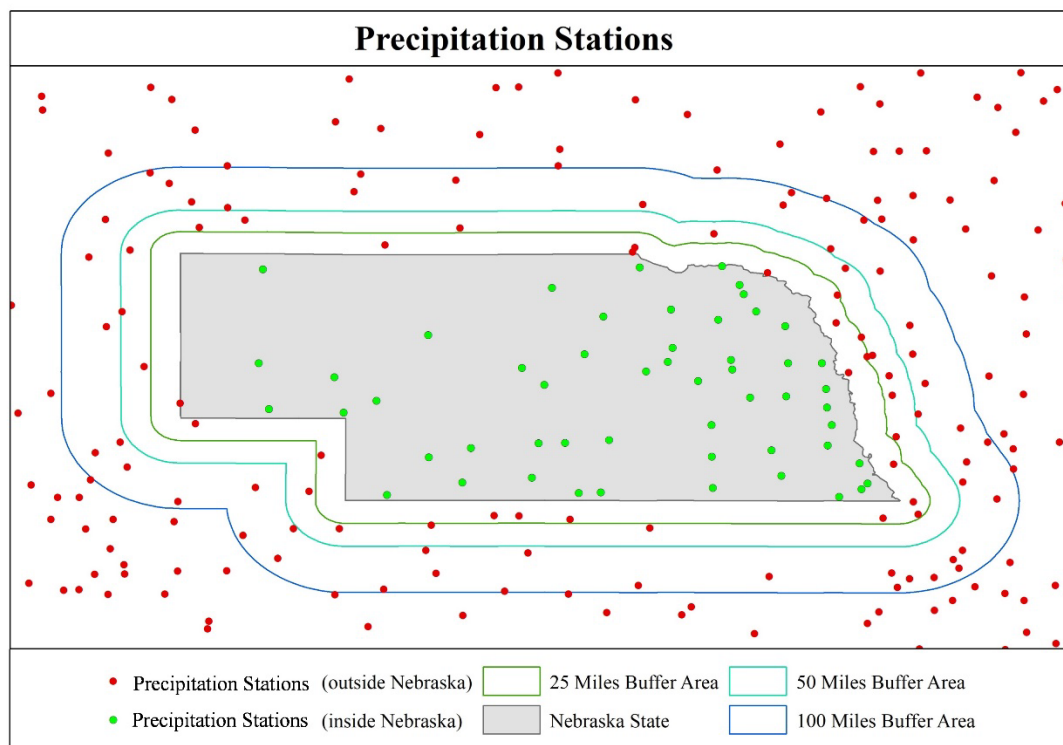 Precipitation Stations
Precipitation Stations (outside Nebraska) 25 Miles Buffer Area 50 Miles Buffer Area
Precipitation Stations (inside Nebraska) Nebraska State 100 Miles Buffer Area